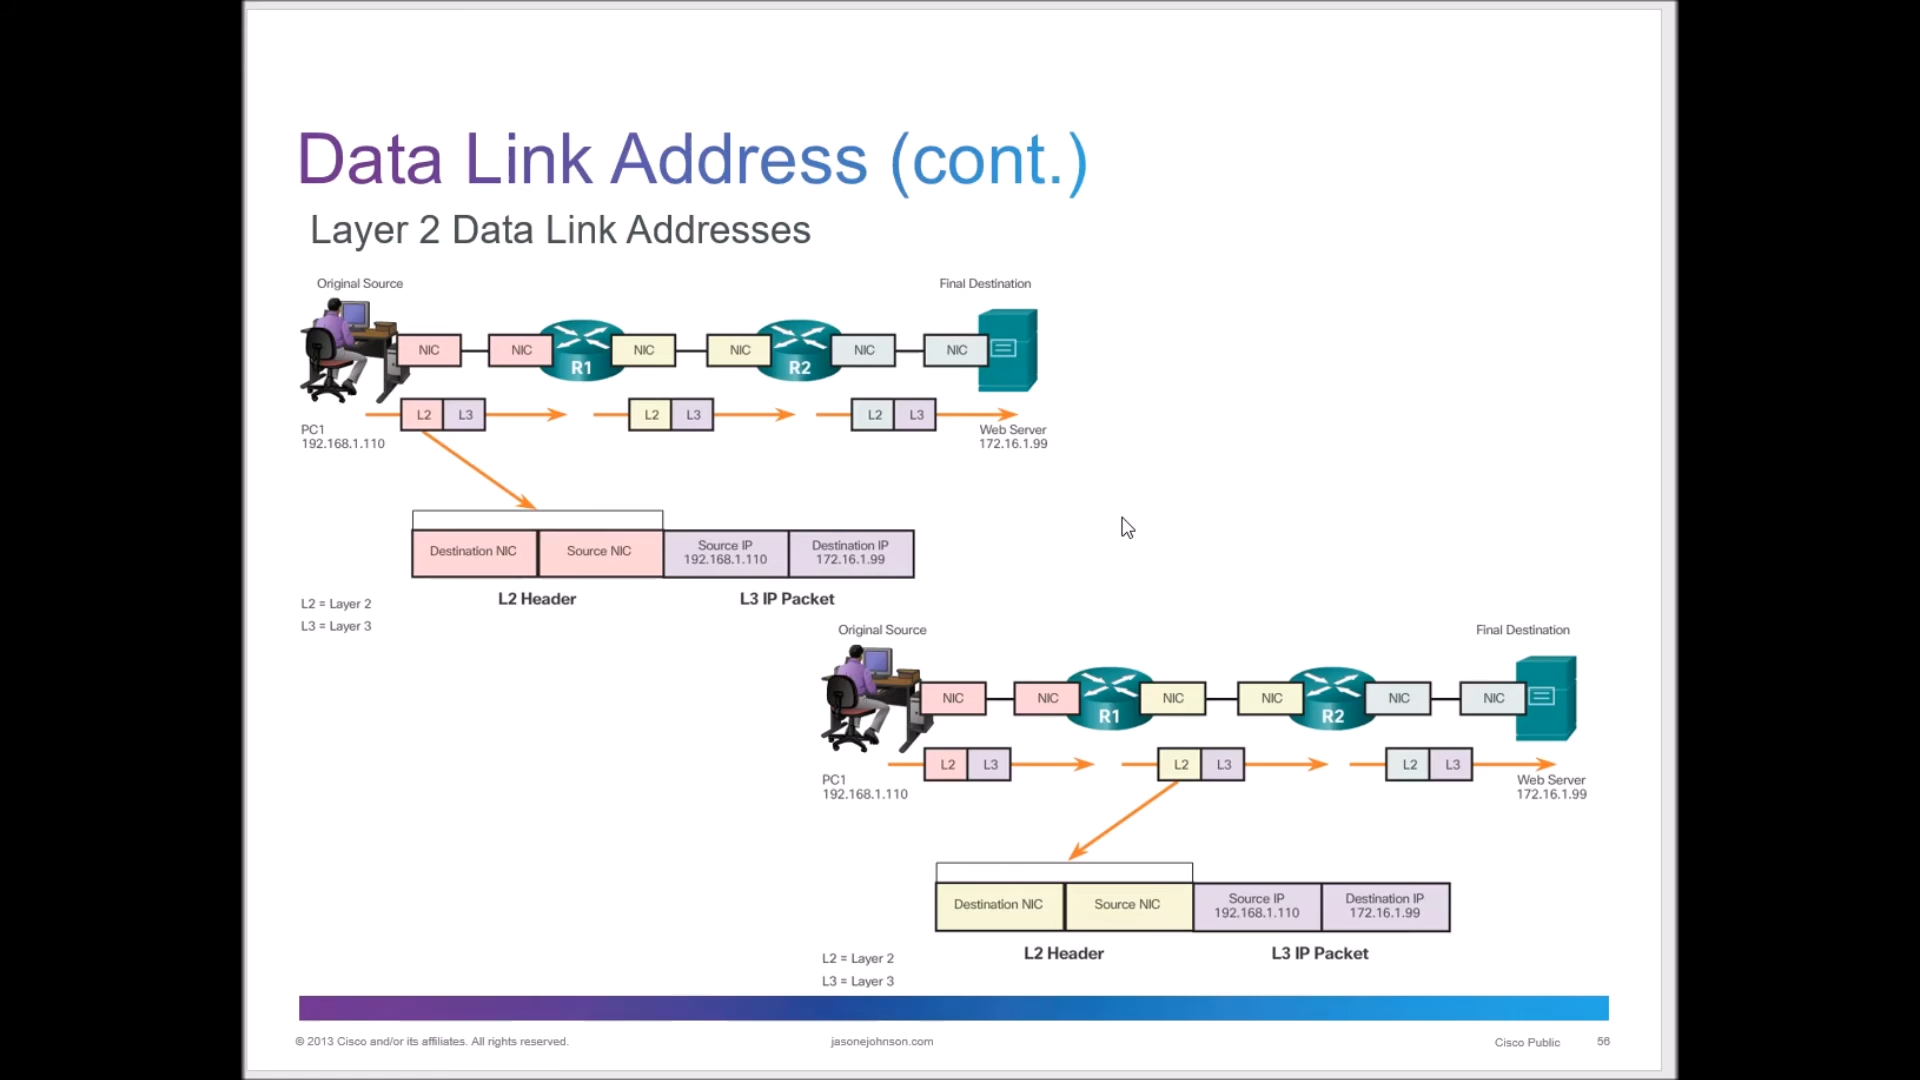 Data Link Address (cont.)
Layer 2 Data Link Addresses
Original Source
Final Destination
NIC
NIC
R1
NIC
NIC
R2
NIC
NIC
L2
L3
L2
L3
L2
L3
PC1
192.168.1.110
Web Server
172.16.1.99
Destination NIC
Source NIC
Source IP
192.168.1.110
Destination IP
172.16.1.99
L2 Header
L3 IP Packet
L2 = Layer 2
L3 = Layer 3
Original Source
Final Destination
NIC
NIC
R1
NIC
NIC
R2
NIC
NIC
L2
L3
L2
L3
L2
L3
PC1
192.168.1.110
Web Server
172.16.1.99
Destination NIC
Source NIC
Source IP
192.168.1.110
Destination IP
172.16.1.99
L2 Header
L3 IP Packet
L2 = Layer 2
L3 = Layer 3
© 2013 Cisco and/or its affiliates. All rights reserved.
jasonejohnson.com
Cisco Public
56